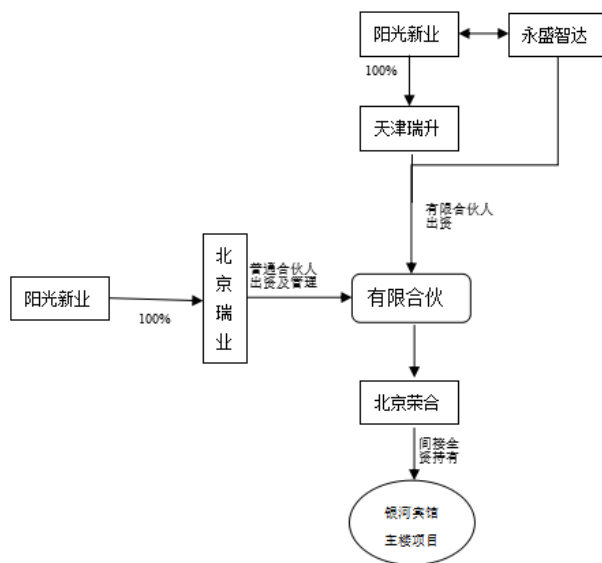 阳光新业
永盛智达
100%
天津瑞升
有限合伙人
出资
北
京
瑞
业
普通合伙人
出资及管理
阳光新业
100%
有限合伙
北京荣合
间接全
资持有
银河宾馆
主楼项目